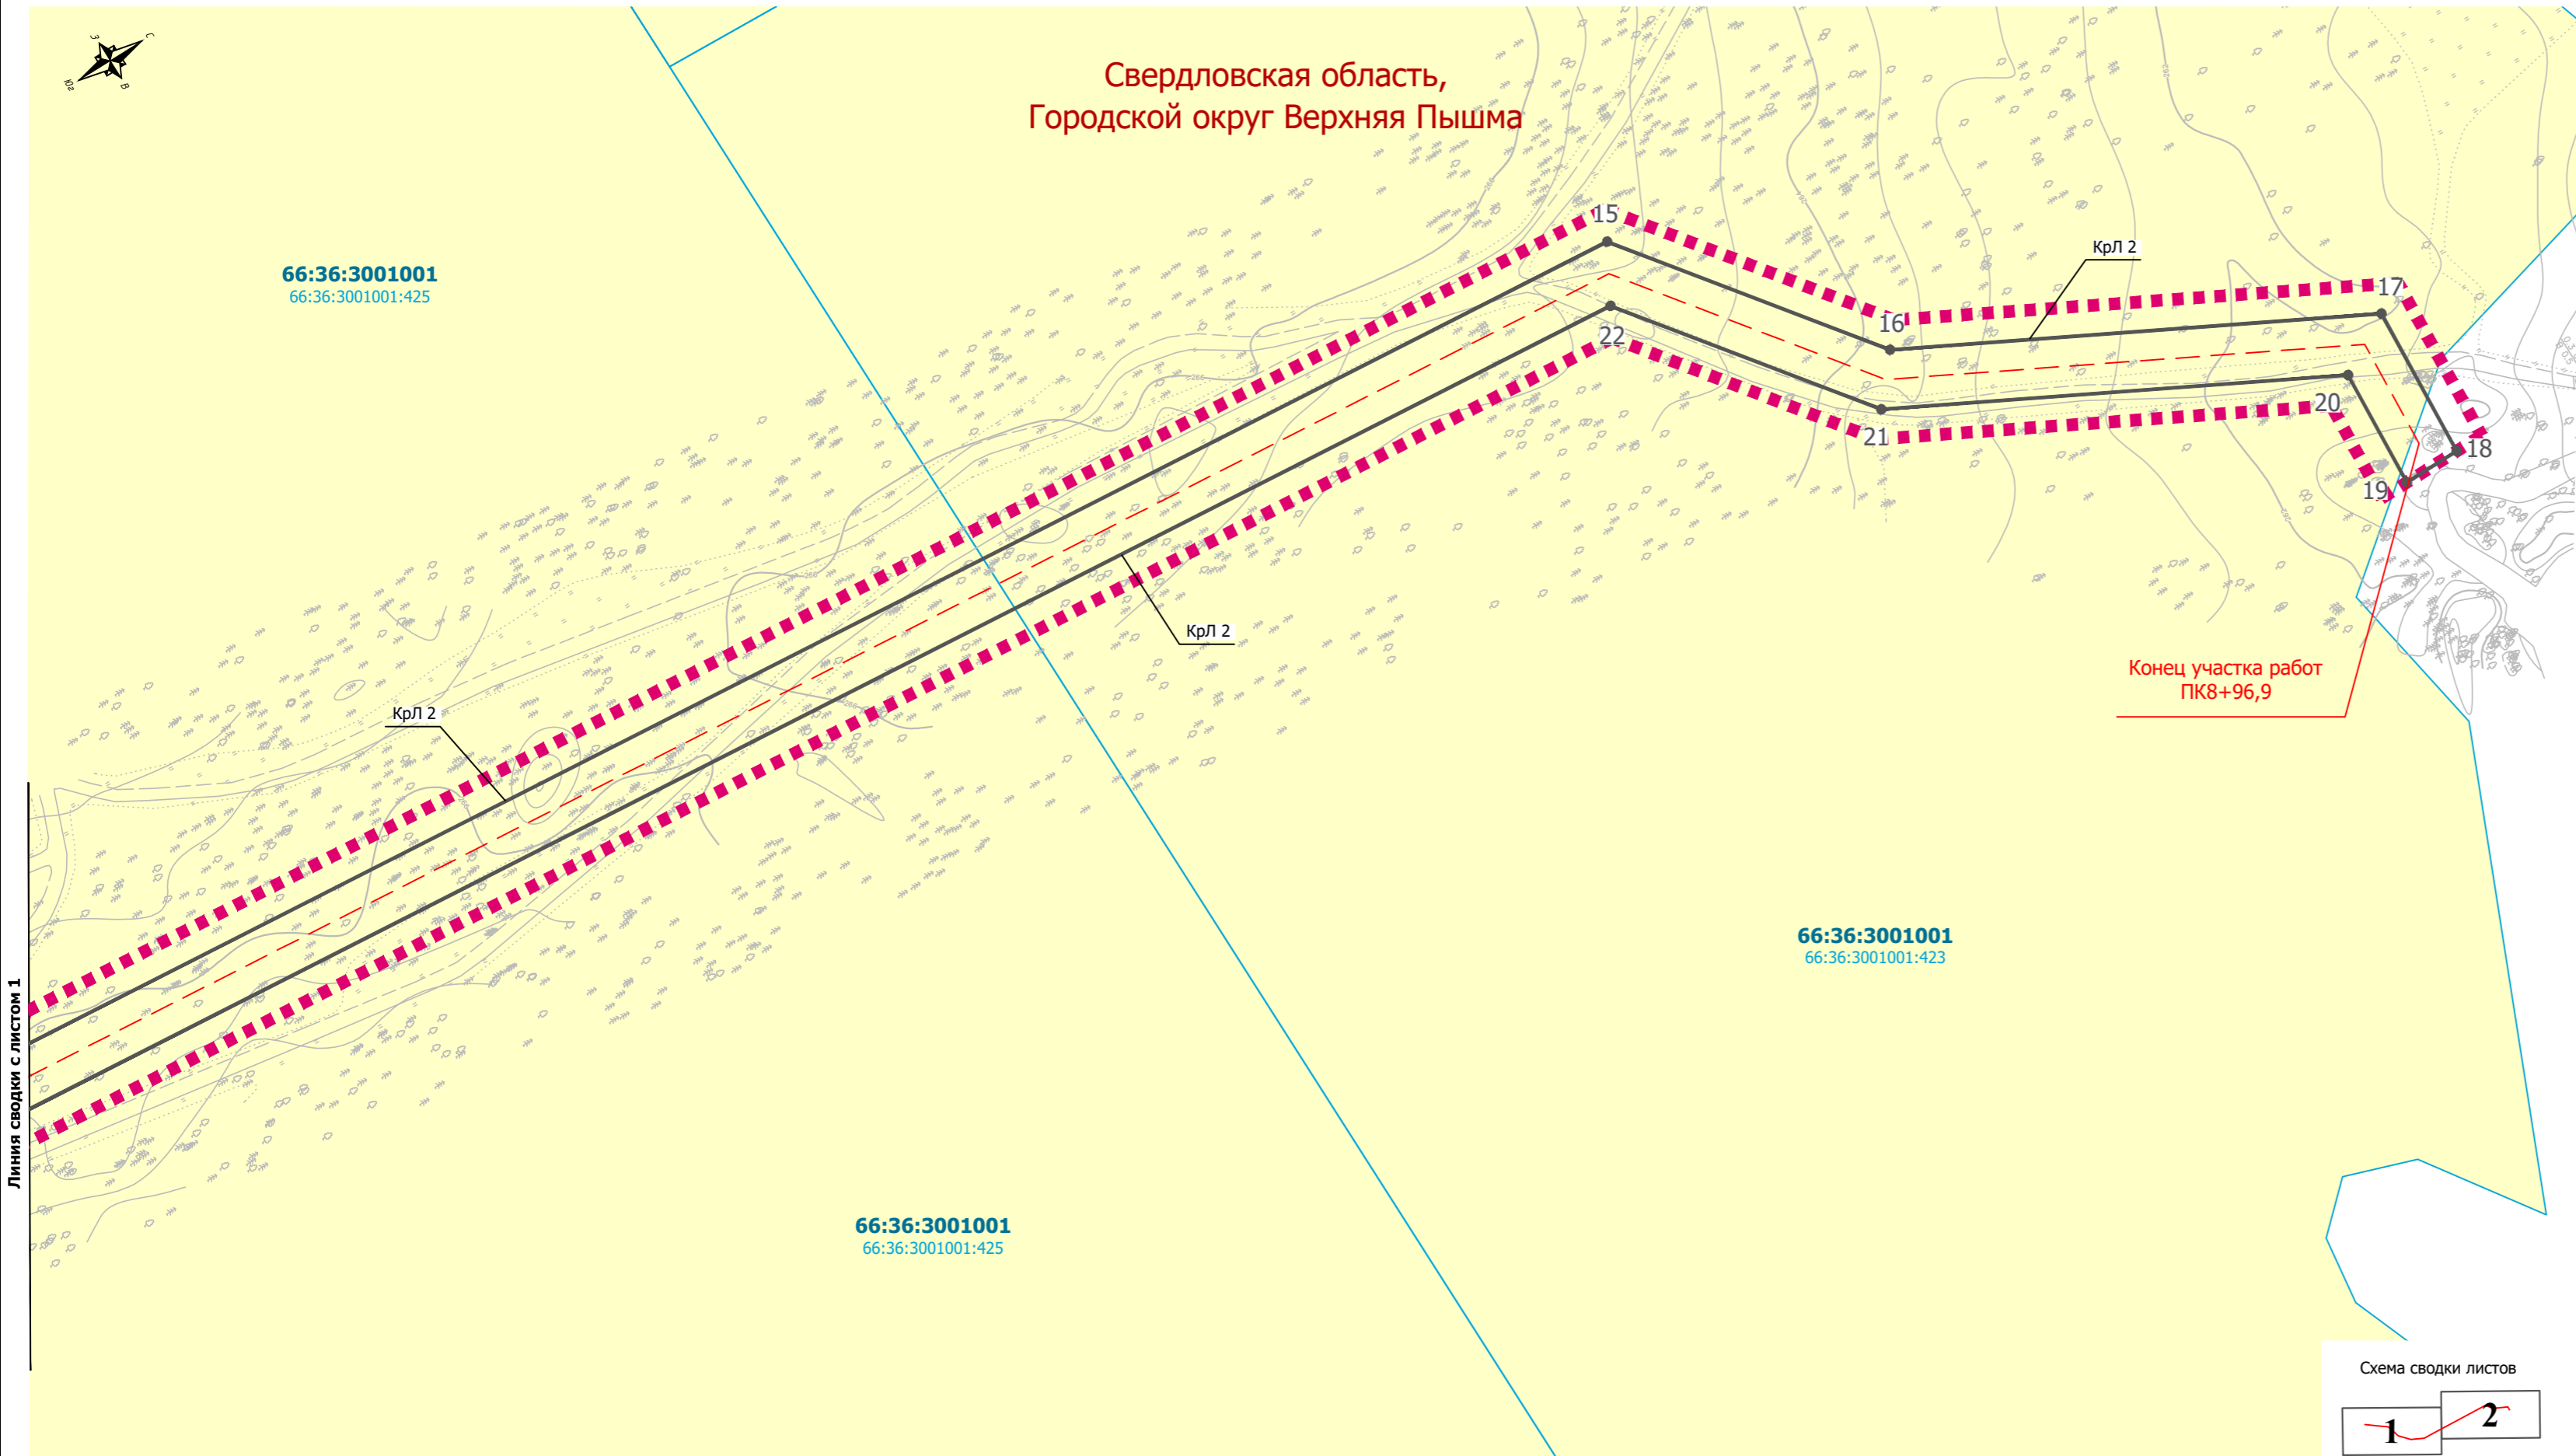 З
С
Юг
В
Свердловская область,
Городской округ Верхняя Пышма
66:36:3001001
66:36:3001001:425
15
16
КрЛ 2
17
22
21
20
18
19
КрЛ 2
Конец участка работ
ПК8+96,9
КрЛ 2
66:36:3001001
66:36:3001001:423
Линия сводки с листом 1
66:36:3001001
66:36:3001001:425
Схема сводки листов
1
2